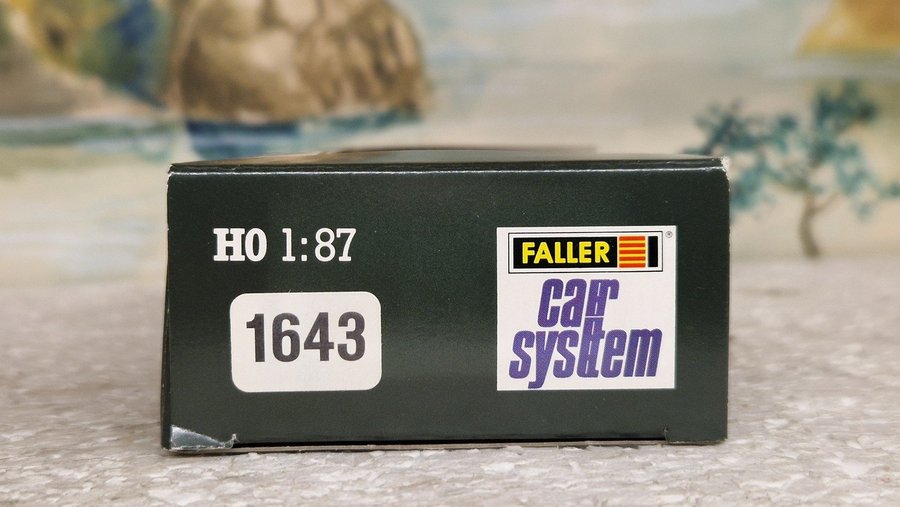 H0 1:87
1643
FALLER
®
car
system